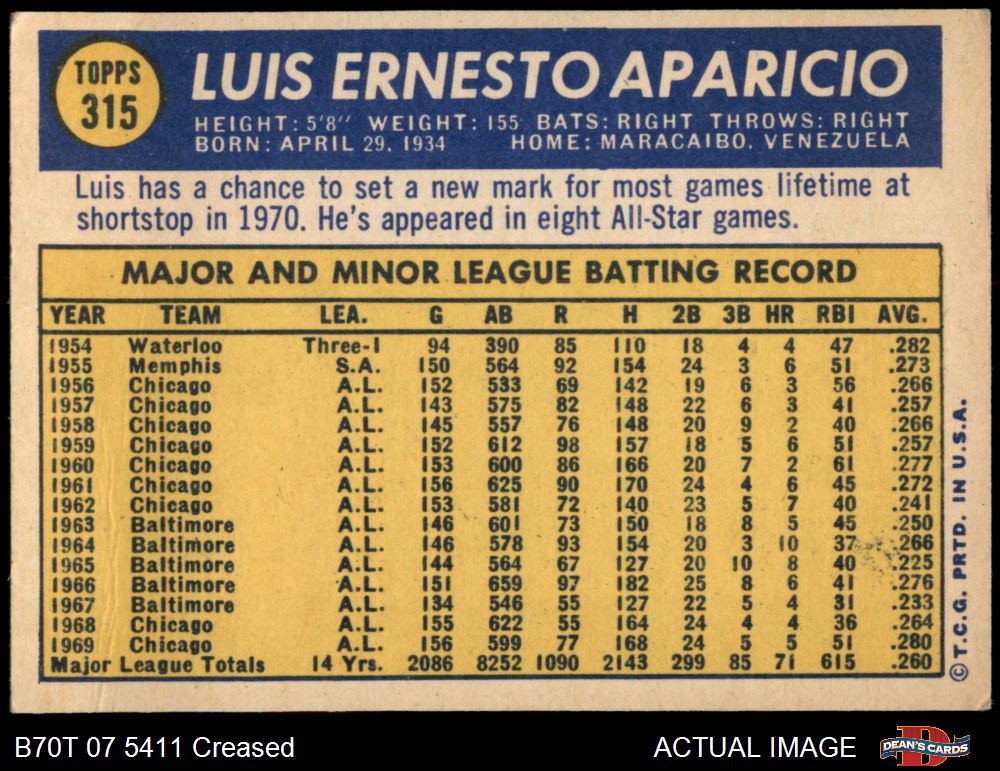 TOPPS
315
LUIS ERNESTO APARICIO
HEIGHT: 5'8" WEIGHT: 155 BATS: RIGHT THROWS: RIGHT
BORN: APRIL 29, 1934 HOME: MARACAIBO, VENEZUELA
Luis has a chance to set a new mark for most games lifetime at
shortstop in 1970. He's appeared in eight All-Star games.
MAJOR AND MINOR LEAGUE BATTING RECORD
YEAR TEAM LEA. G AB R H 2B 3B HR RBI AVG.
1954 Waterloo Three-I 94 390 85 110 18 4 4 47 .282
1955 Memphis S.A. 150 564 92 154 24 3 6 51 .273
1956 Chicago A.L. 152 533 69 142 19 6 3 56 .266
1957 Chicago A.L. 143 575 82 148 22 6 3 41 .257
1958 Chicago A.L. 145 557 76 148 20 9 2 40 .266
1959 Chicago A.L. 152 612 98 157 18 5 6 51 .257
1960 Chicago A.L. 153 600 86 166 20 7 2 61 .277
1961 Chicago A.L. 156 625 90 170 24 4 6 45 .272
1962 Chicago A.L. 153 581 72 140 23 5 7 40 .241
1963 Baltimore A.L. 146 601 73 150 18 8 5 45 .250
1964 Baltimore A.L. 146 578 93 154 20 3 10 37 .266
1965 Baltimore A.L. 144 564 67 127 20 10 8 40 .225
1966 Baltimore A.L. 151 659 97 182 25 8 6 41 .276
1967 Baltimore A.L. 134 546 55 127 22 5 4 31 .233
1968 Chicago A.L. 155 622 55 164 24 4 4 36 .264
1969 Chicago A.L. 156 599 77 168 24 5 5 51 .280
Major League Totals 14 Yrs. 2086 8252 1090 2143 299 85 71 615 .260
© T.C.G. PRTD. IN U.S.A.
B70T 07 5411 Creased
ACTUAL IMAGE
DEAN'S CARDS